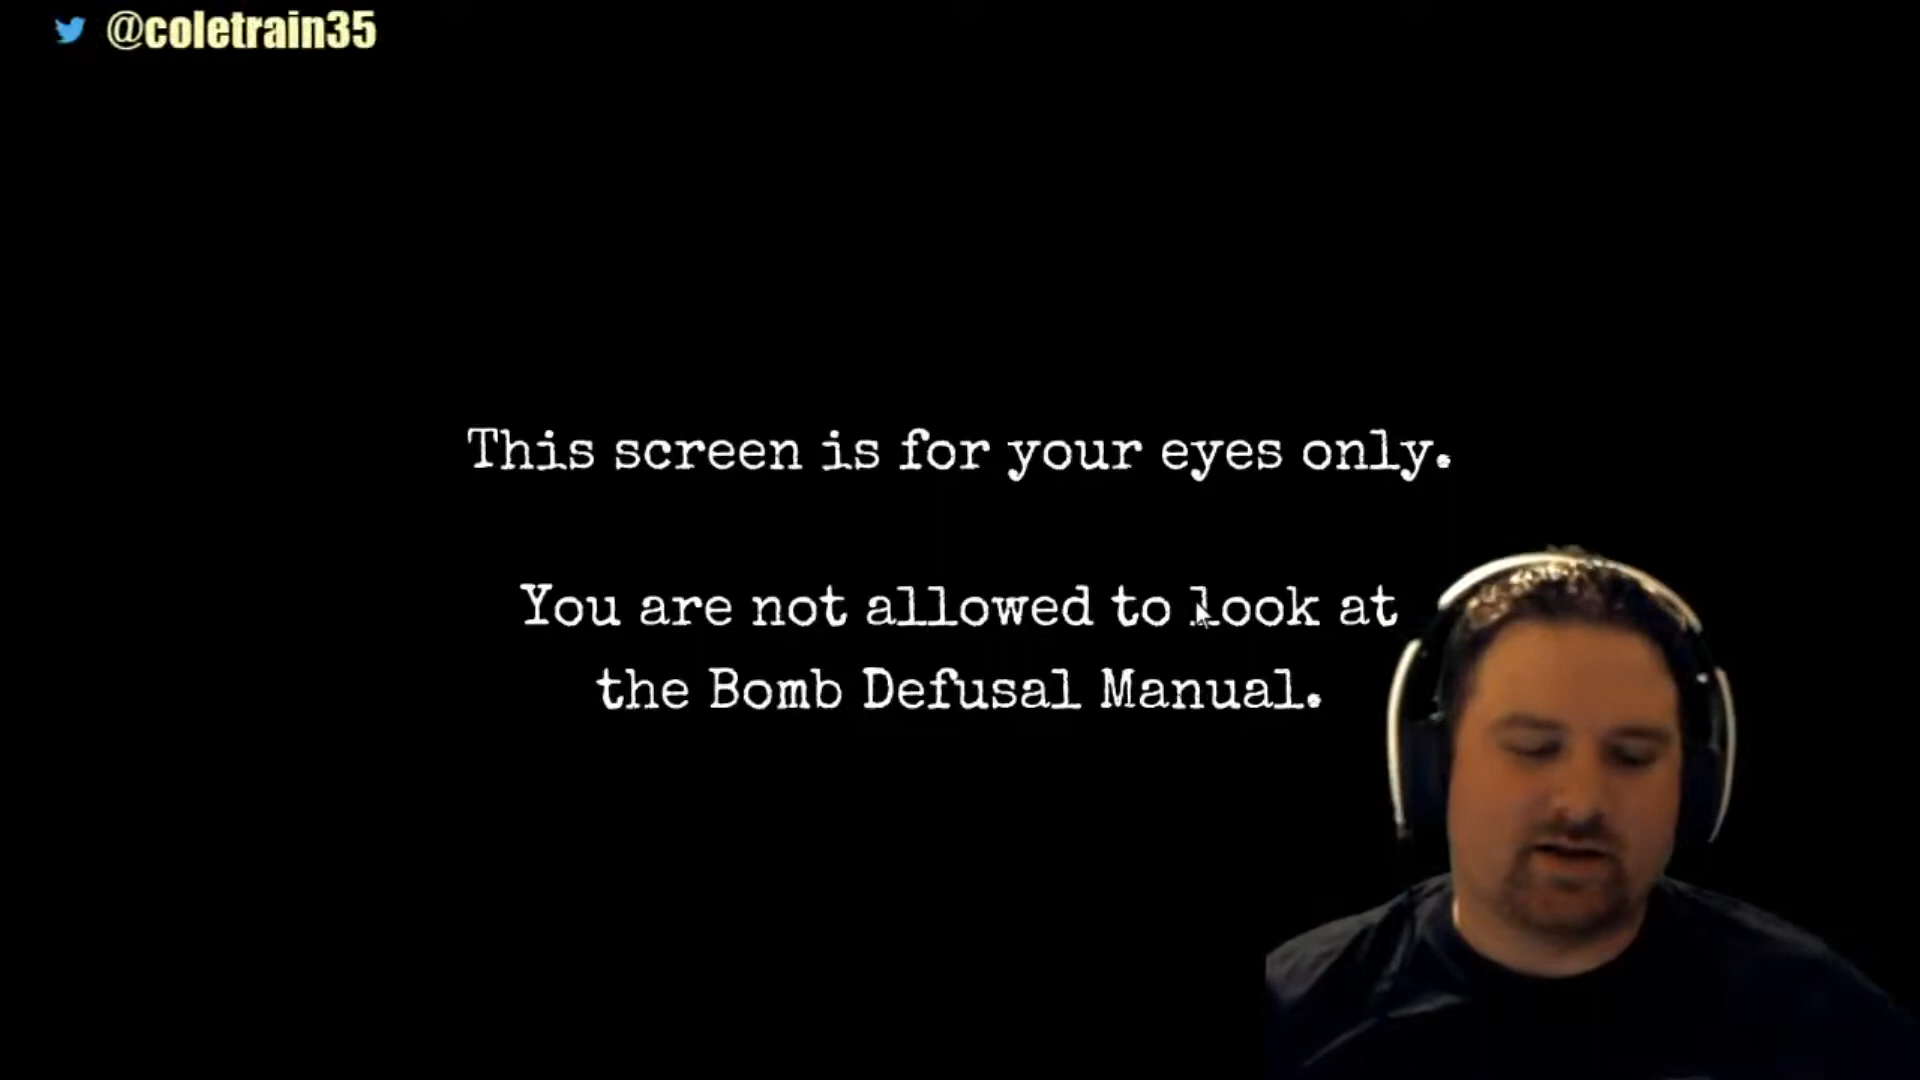 @coletrain35
This screen is for your eyes only.
You are not allowed to look at
the Bomb Defusal Manual.